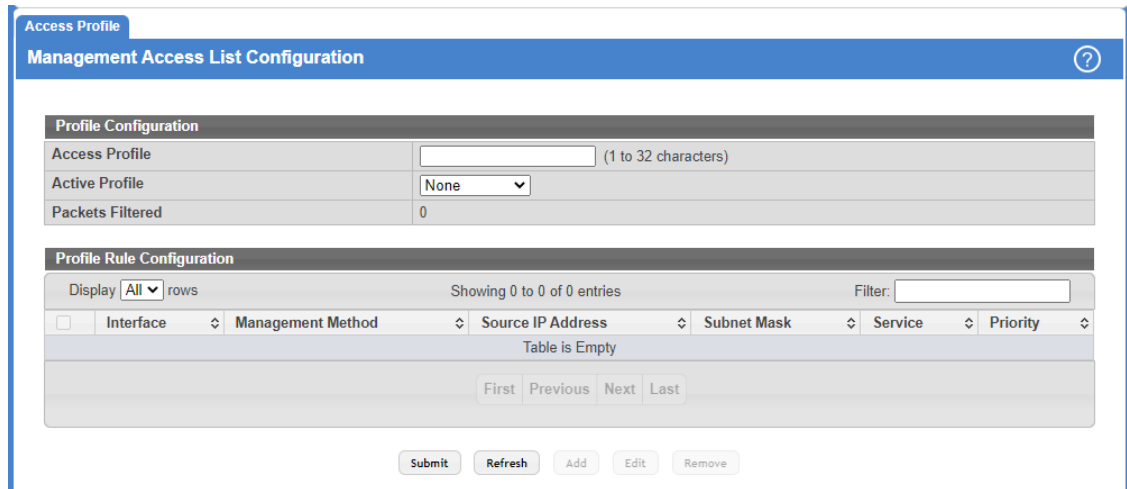 Access Profile
Management Access List Configuration ?
Profile Configuration
Access Profile (1 to 32 characters)
Active Profile None
Packets Filtered 0
Profile Rule Configuration
Display All rows Showing 0 to 0 of 0 entries Filter:
Interface Management Method Source IP Address Subnet Mask Service Priority
Table is Empty
First Previous Next Last
Submit Refresh Add Edit Remove